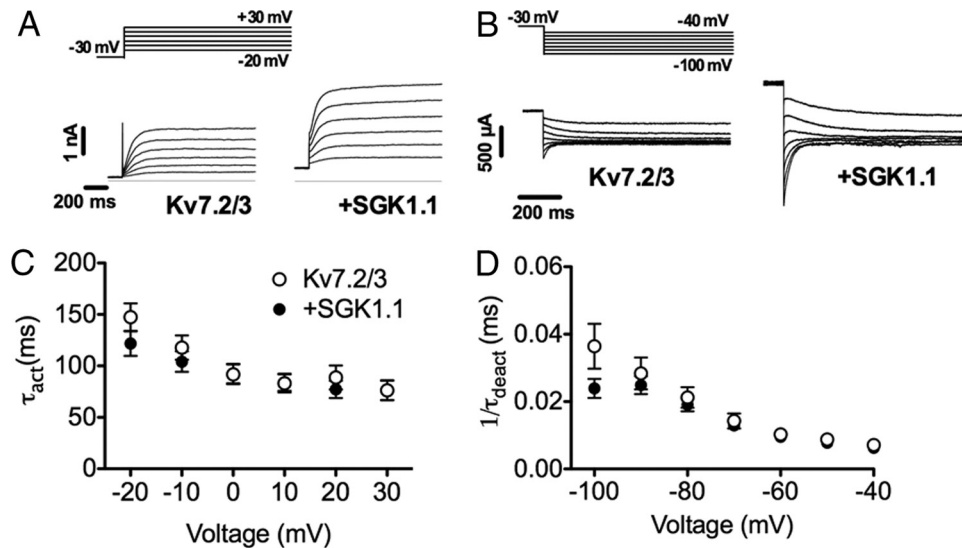 A
+30 mV
-30 mV
-20 mV
1 nA
200 ms
Kv7.2/3
+SGK1.1
B
-30 mV
-40 mV
-100 mV
500 µA
200 ms
Kv7.2/3
+SGK1.1
C
200
150
100
50
0
τact(ms)
Kv7.2/3
+SGK1.1
-20 -10 0 10 20 30
Voltage (mV)
D
0.06
0.04
0.02
0.00
1/τdeact (ms)
-100 -80 -60 -40
Voltage (mV)